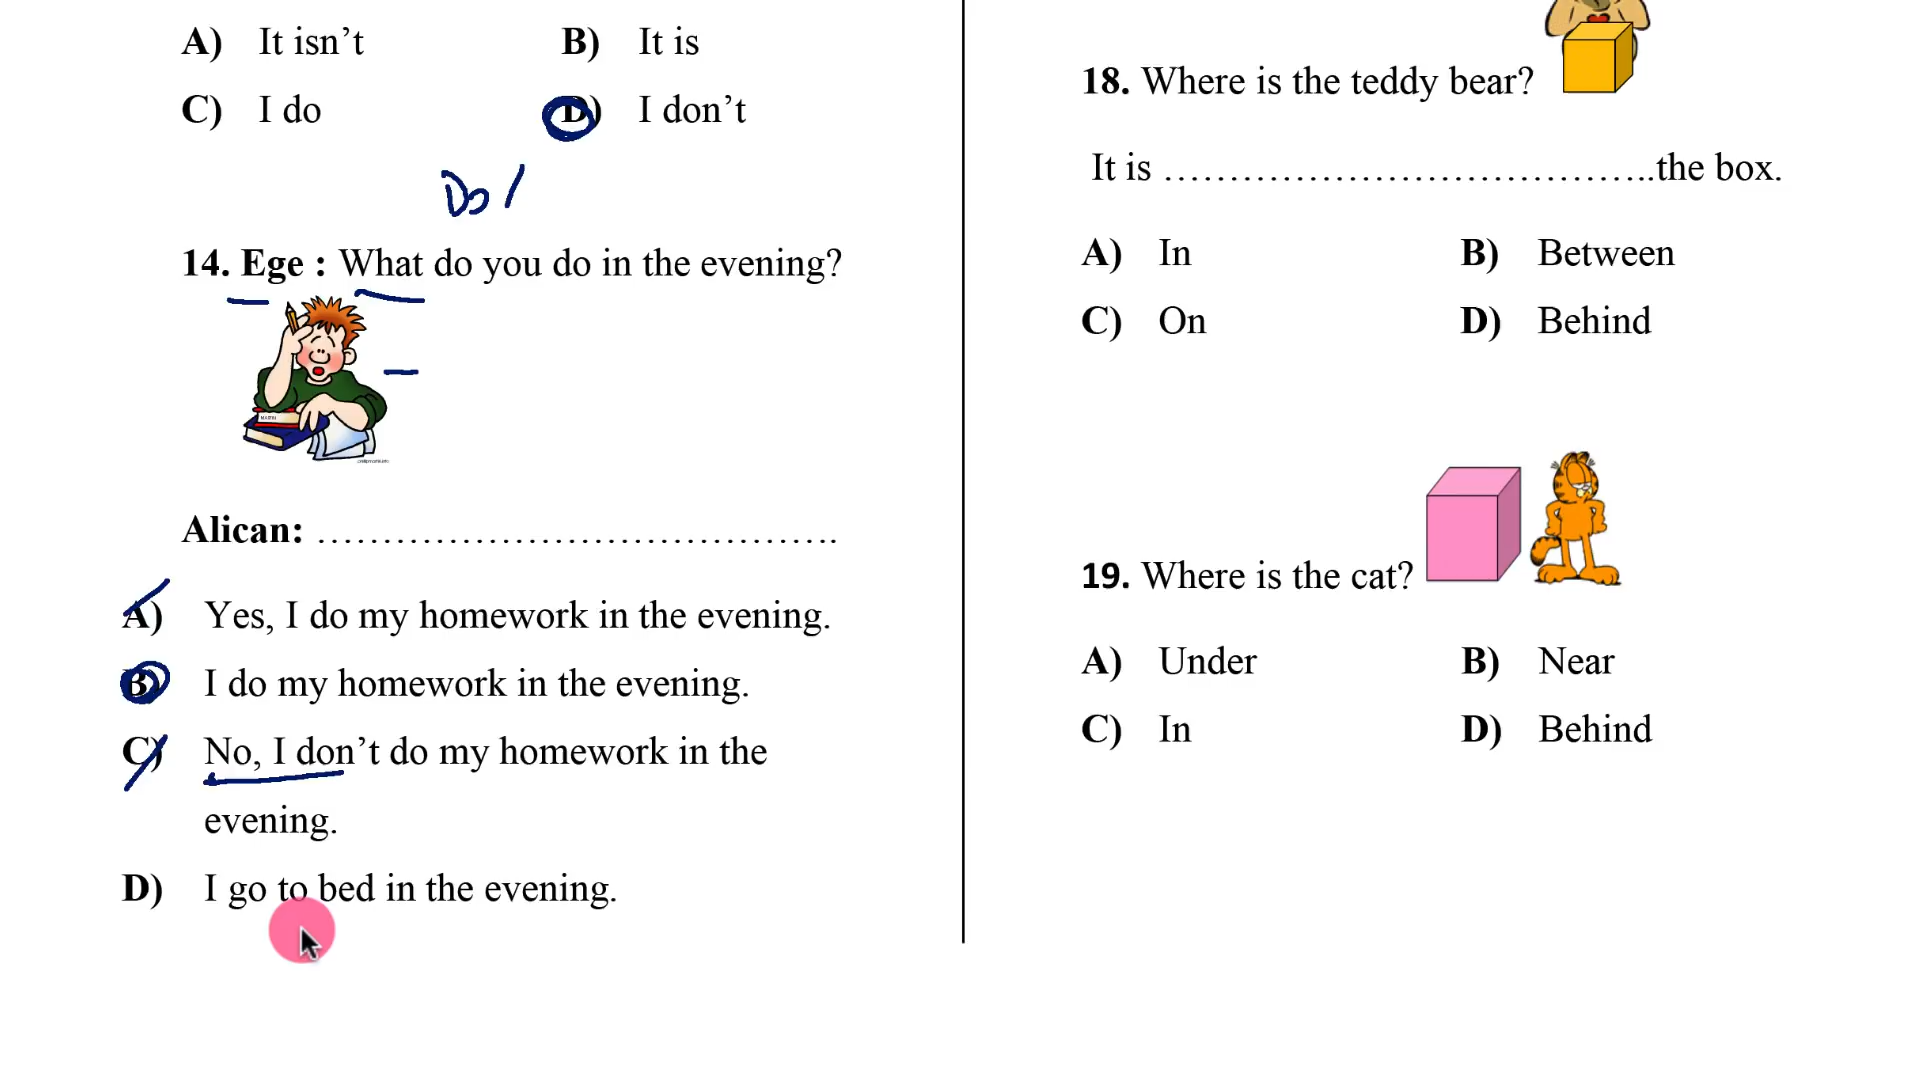 A) It isn't B) It is
C) I do D) I don't
Do
14. Ege : What do you do in the evening?
Alican: …………………………………….
A) Yes, I do my homework in the evening.
B) I do my homework in the evening.
C) No, I don't do my homework in the
evening.
D) I go to bed in the evening.
18. Where is the teddy bear?
It is ………………………………..the box.
A) In B) Between
C) On D) Behind
19. Where is the cat?
A) Under B) Near
C) In D) Behind